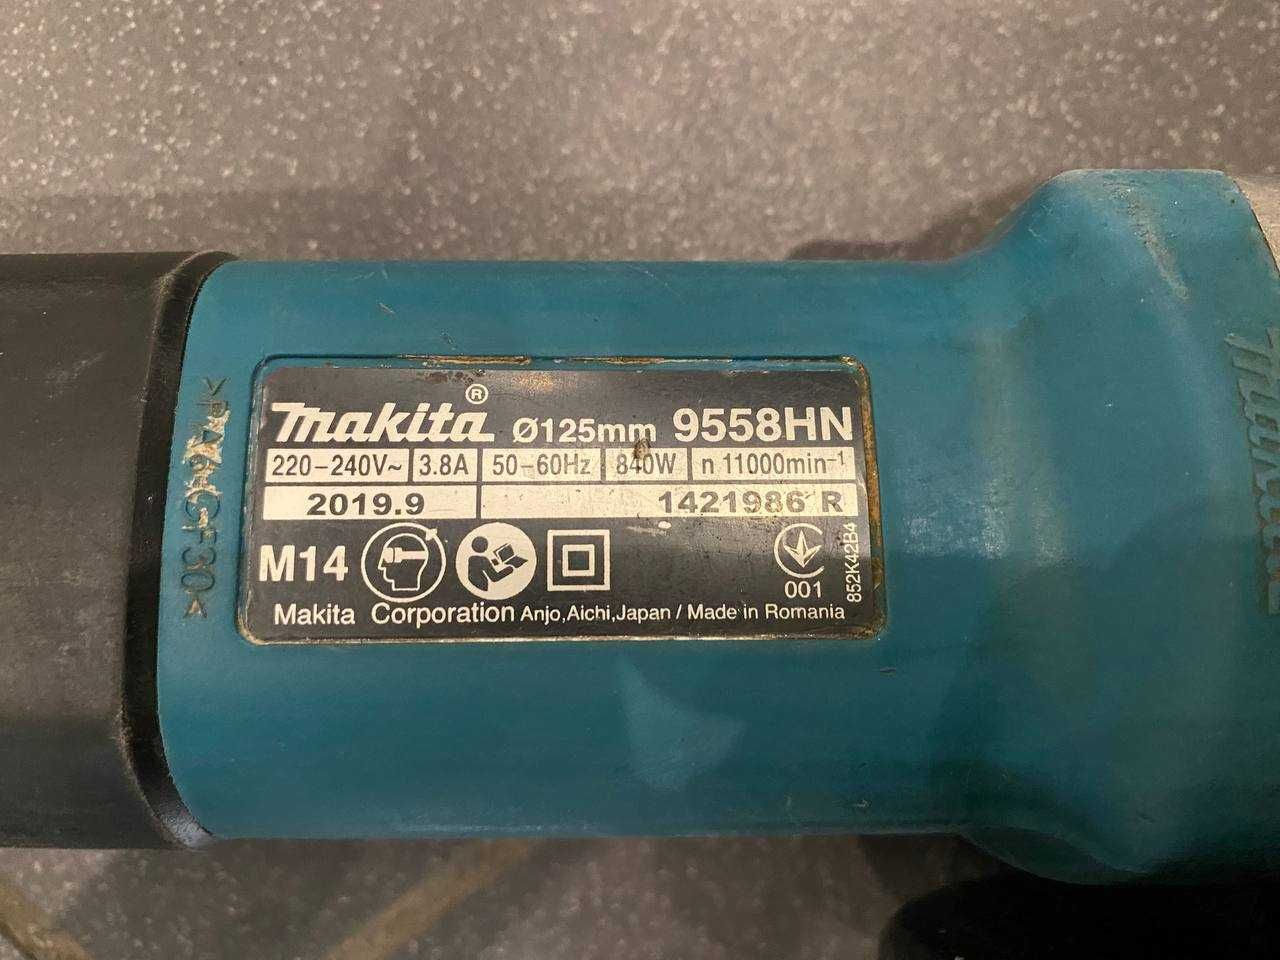 makita® Ø125mm 9558HN
220-240V~ 3.8A 50-60Hz 840W n 11000min-1
2019.9 1421986 R
M14
001
852K42B4
Makita Corporation Anjo,Aichi,Japan / Made in Romania
makita